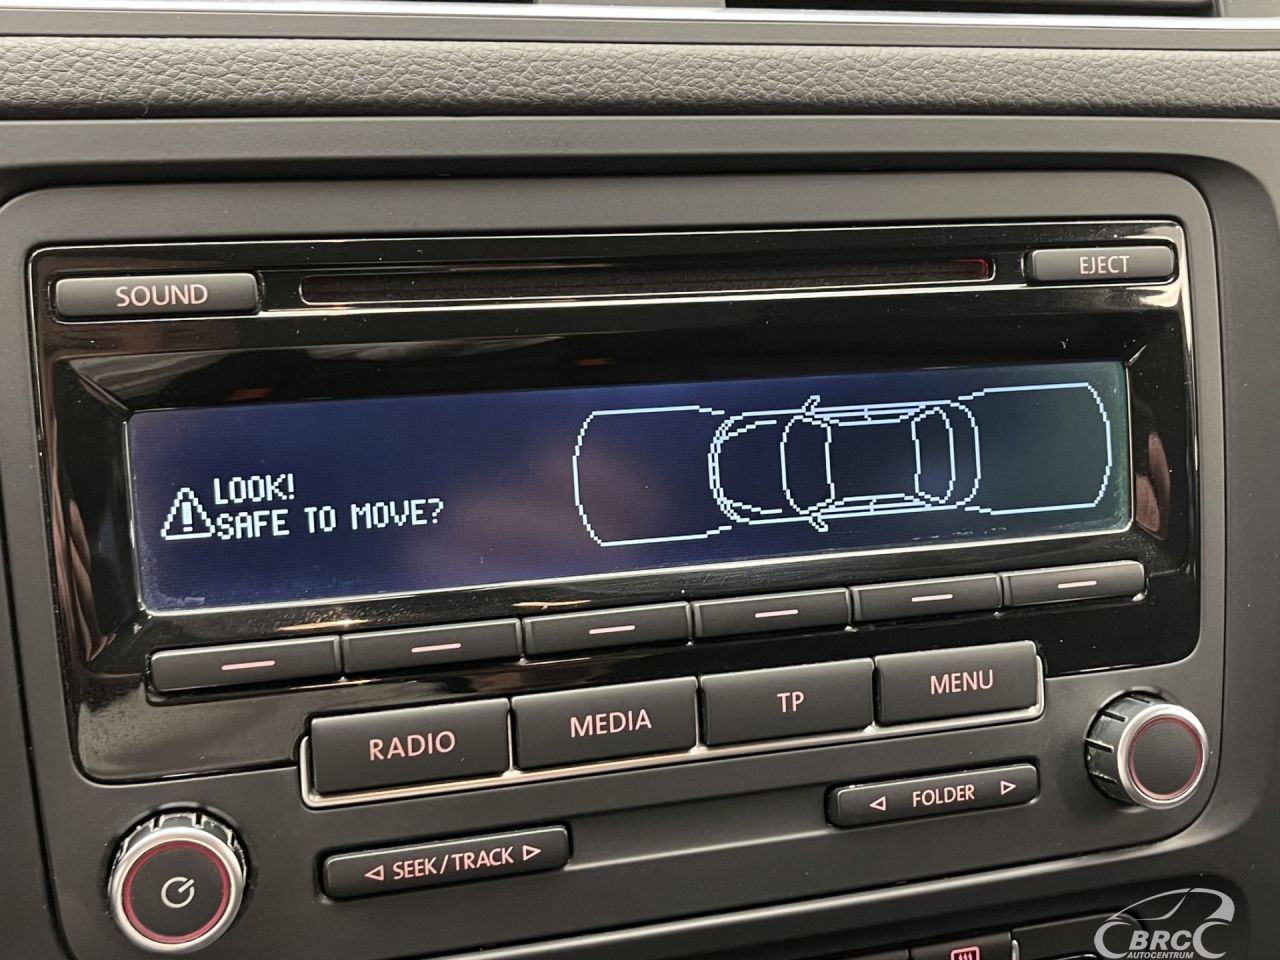 SOUND
EJECT
LOOK!
SAFE TO MOVE?
RADIO
MEDIA
TP
MENU
FOLDER
SEEK/TRACK
BRC
AUTOCENTRUM